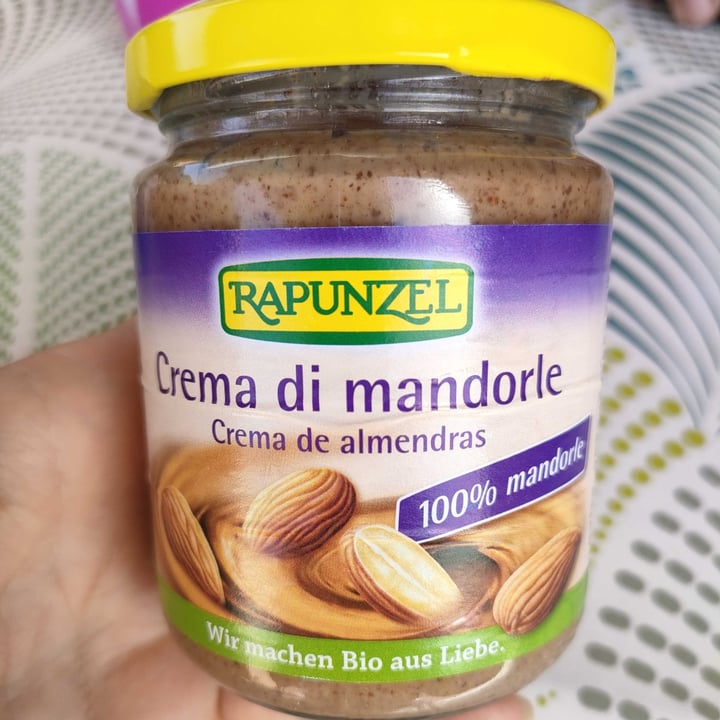 RAPUNZEL
Crema di mandorle
Crema de almendras
100% mandorle
Wir machen Bio aus Liebe.